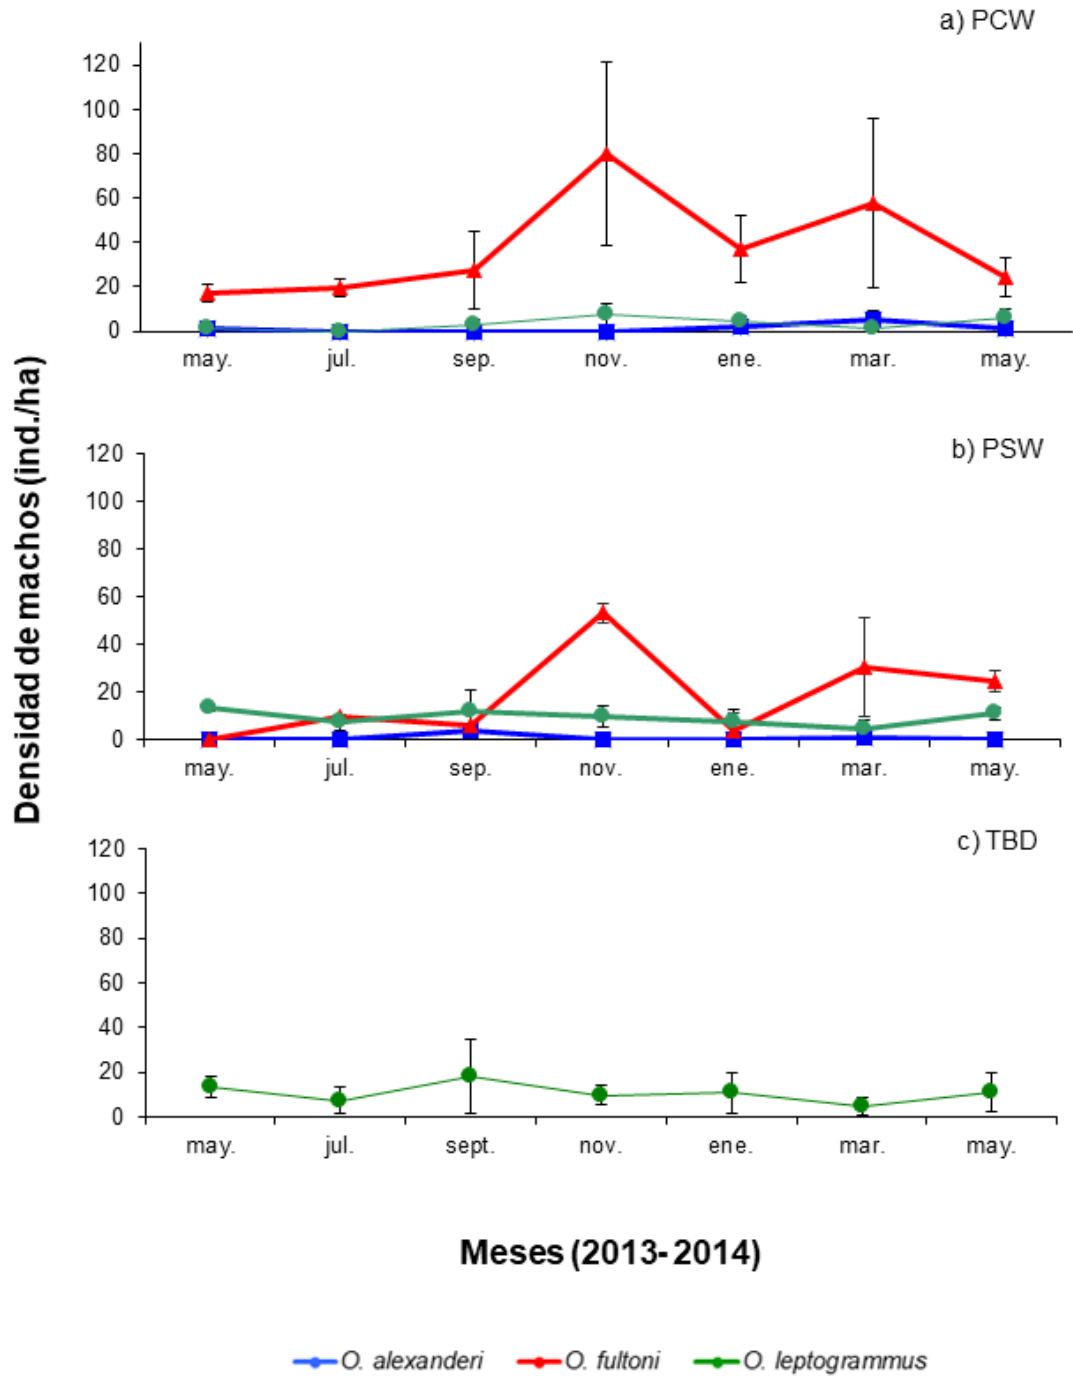 a) PCW
120
100
80
60
40
20
0
may. jul. sep. nov. ene. mar. may.
Densidad de machos (ind./ha)
b) PSW
120
100
80
60
40
20
0
may. jul. sep. nov. ene. mar. may.
c) TBD
120
100
80
60
40
20
0
may. jul. sept. nov. ene. mar. may.
Meses (2013-2014)
O. alexanderi O. fultoni O. leptogrammus